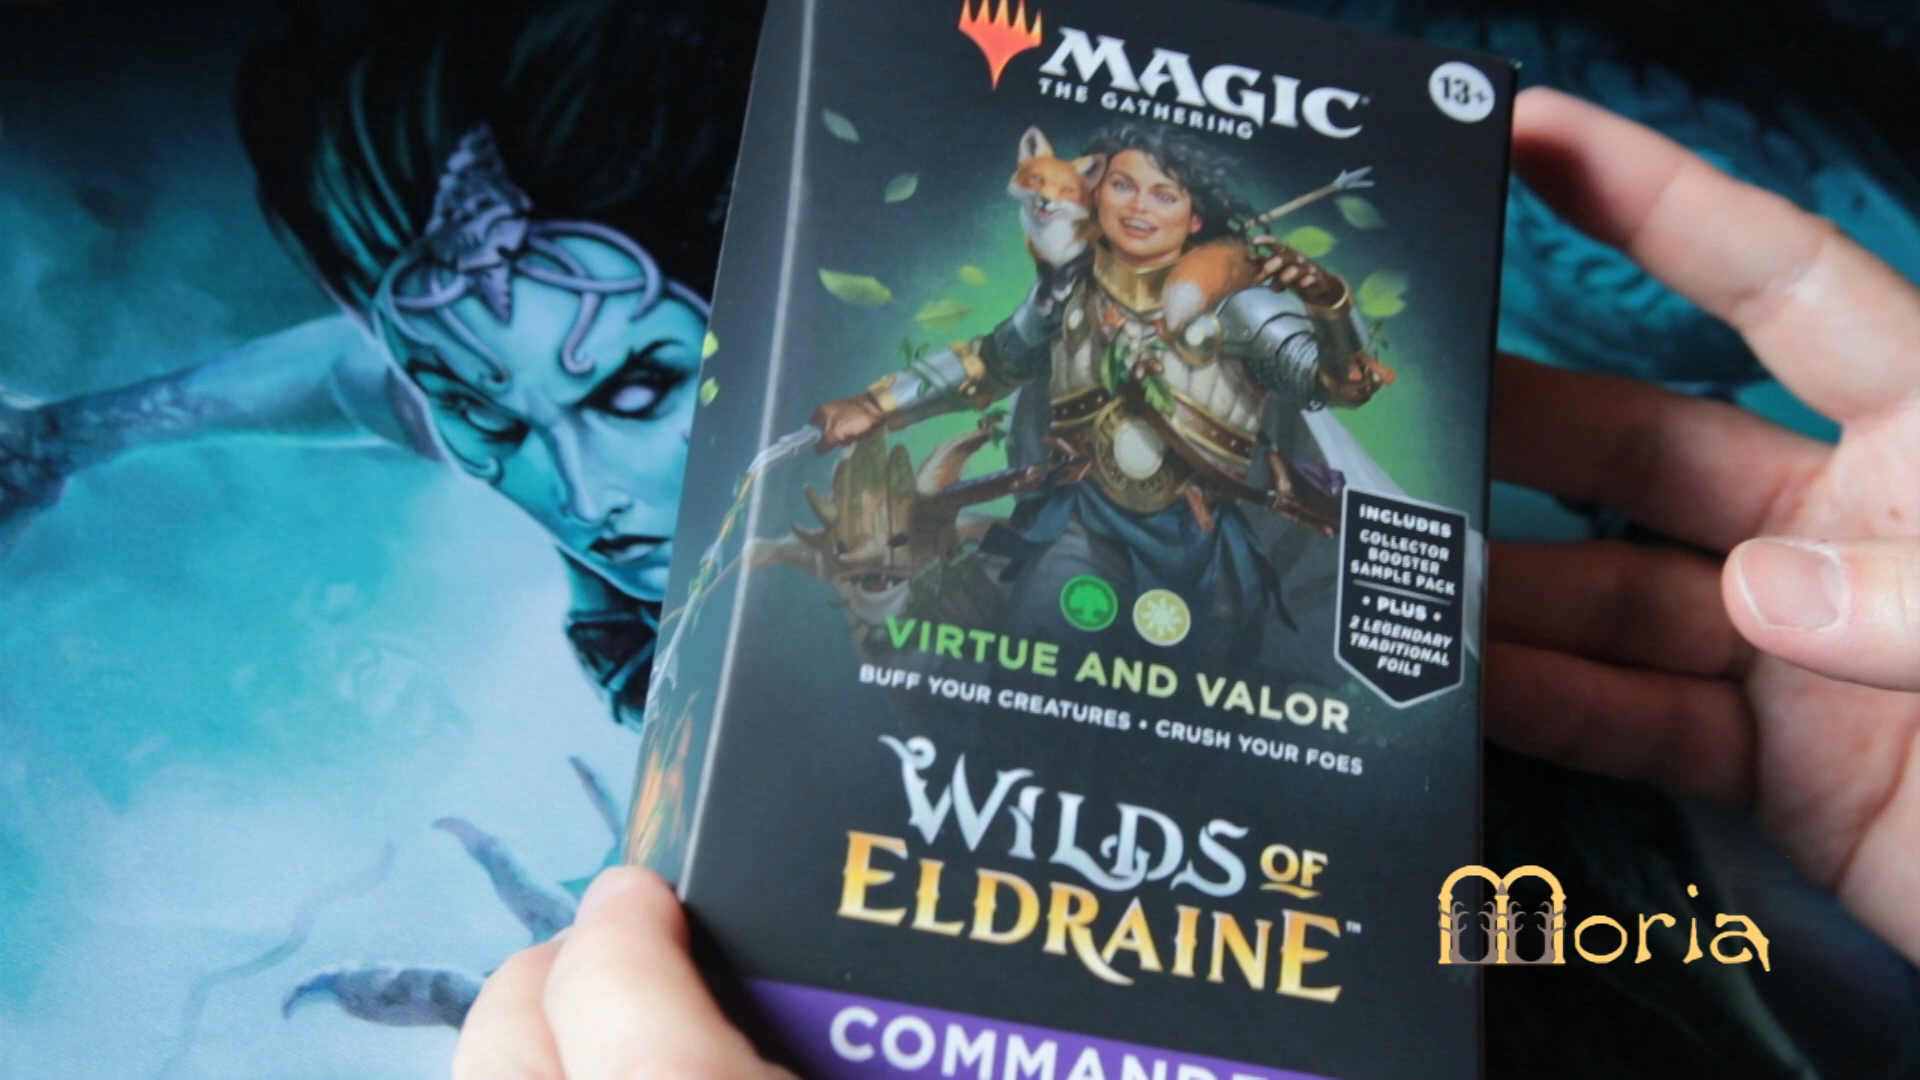 MAGIC
THE GATHERING
13+
INCLUDES
COLLECTOR
BOOSTER
SAMPLE PACK
• PLUS •
2 LEGENDARY
TRADITIONAL
FOILS
VIRTUE AND VALOR
BUFF YOUR CREATURES • CRUSH YOUR FOES
WILDS OF
ELDRAINE™
Moria